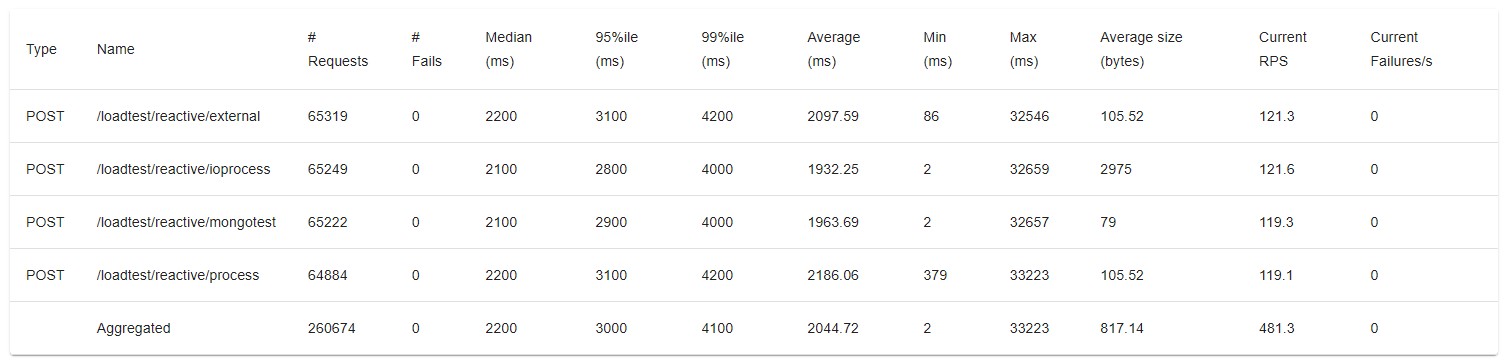 Type Name # Requests # Fails Median (ms) 95%ile (ms) 99%ile (ms) Average (ms) Min (ms) Max (ms) Average size (bytes) Current RPS Current Failures/s
POST /loadtest/reactive/external 65319 0 2200 3100 4200 2097.59 86 32546 105.52 121.3 0
POST /loadtest/reactive/ioprocess 65249 0 2100 2800 4000 1932.25 2 32659 2975 121.6 0
POST /loadtest/reactive/mongotest 65222 0 2100 2900 4000 1963.69 2 32657 79 119.3 0
POST /loadtest/reactive/process 64884 0 2200 3100 4200 2186.06 379 33223 105.52 119.1 0
Aggregated 260674 0 2200 3000 4100 2044.72 2 33223 817.14 481.3 0